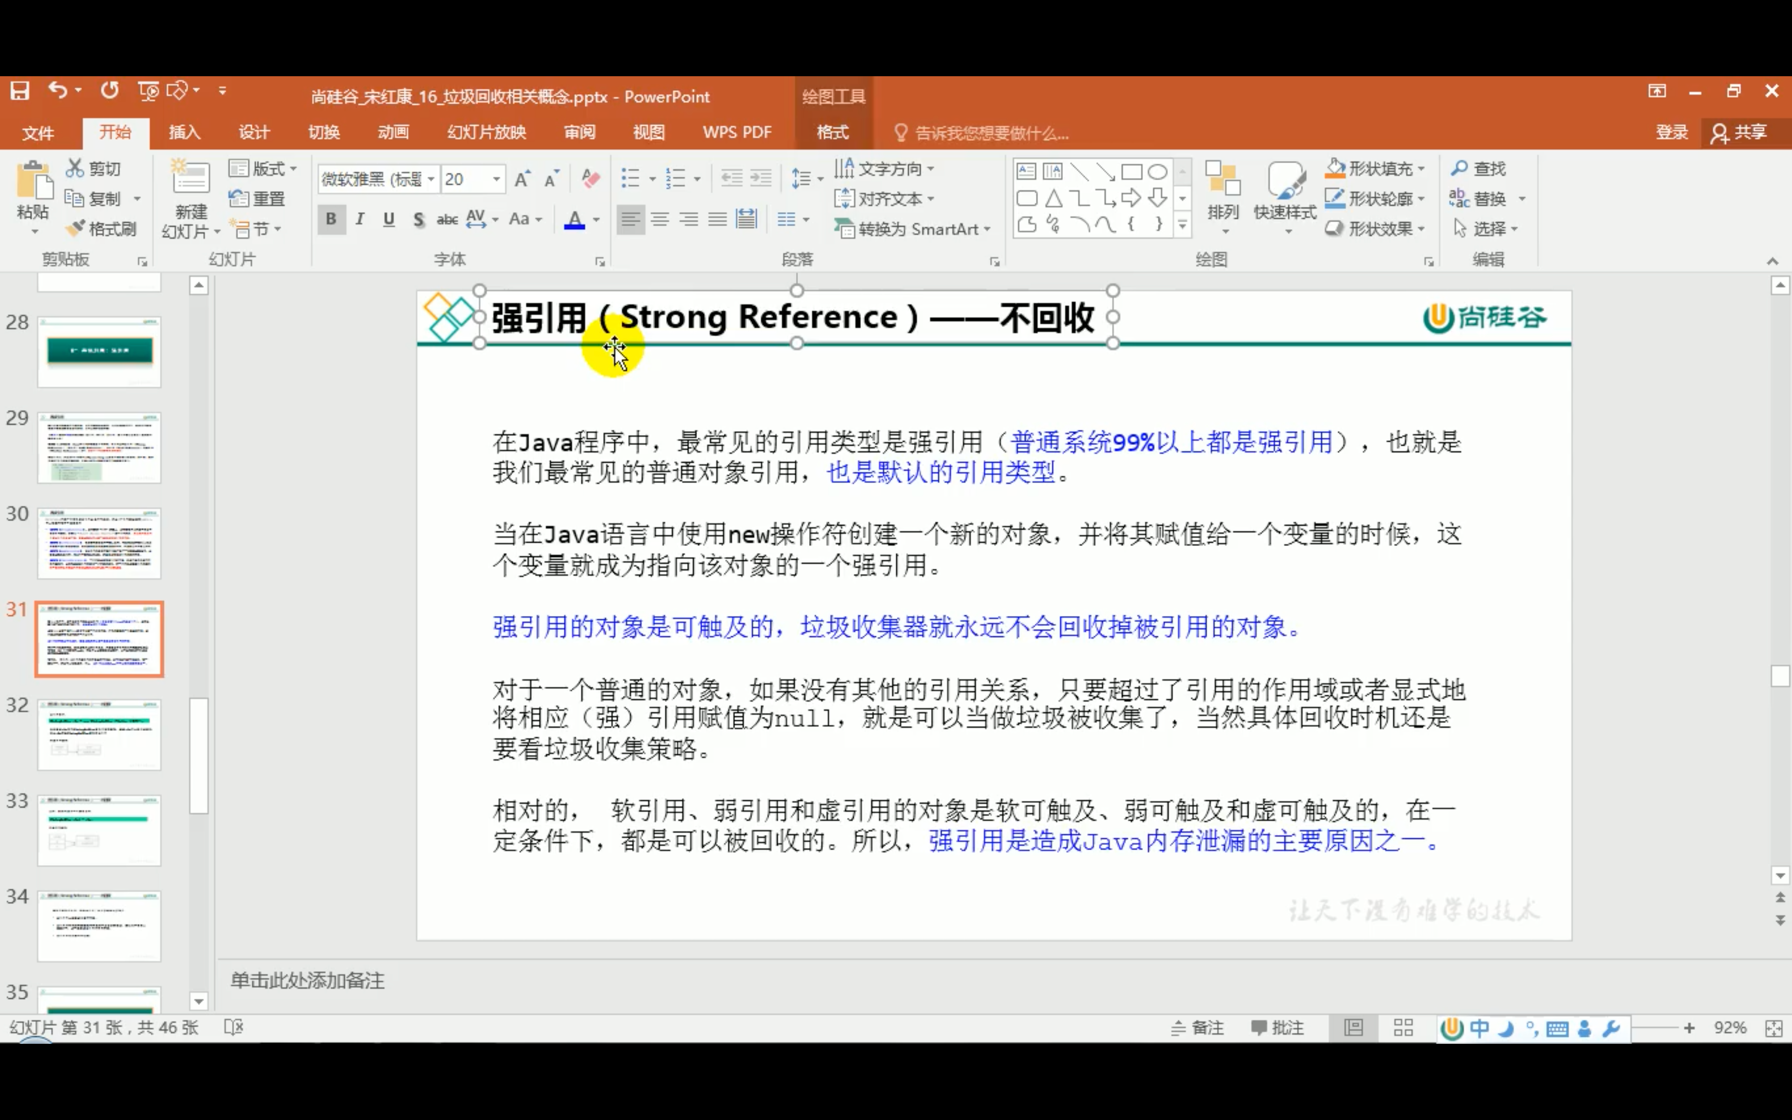 尚硅谷_宋红康_16_垃圾回收相关概念.pptx - PowerPoint
绘图工具
文件
开始
插入
设计
切换
动画
幻灯片放映
审阅
视图
WPS PDF
格式
告诉我您想要做什么...
登录
共享
粘贴
剪切
复制
格式刷
剪贴板
新建
幻灯片
版式
重置
节
幻灯片
微软雅黑 (标题
20
B I U S abc AV Aa A
字体
文字方向
对齐文本
转换为 SmartArt
段落
排列
快速样式
形状填充
形状轮廓
形状效果
绘图
查找
替换
选择
编辑
28
29
30
31
32
33
34
35
强引用（Strong Reference）——不回收
尚硅谷
在Java程序中，最常见的引用类型是强引用（普通系统99%以上都是强引用），也就是
我们最常见的普通对象引用，也是默认的引用类型。
当在Java语言中使用new操作符创建一个新的对象，并将其赋值给一个变量的时候，这
个变量就成为指向该对象的一个强引用。
强引用的对象是可触及的，垃圾收集器就永远不会回收掉被引用的对象。
对于一个普通的对象，如果没有其他的引用关系，只要超过了引用的作用域或者显式地
将相应（强）引用赋值为null，就是可以当做垃圾被收集了，当然具体回收时机还是
要看垃圾收集策略。
相对的， 软引用、弱引用和虚引用的对象是软可触及、弱可触及和虚可触及的，在一
定条件下，都是可以被回收的。所以，强引用是造成Java内存泄漏的主要原因之一。
让天下没有难学的技术
单击此处添加备注
幻灯片 第 31 张，共 46 张
备注
批注
中
92%